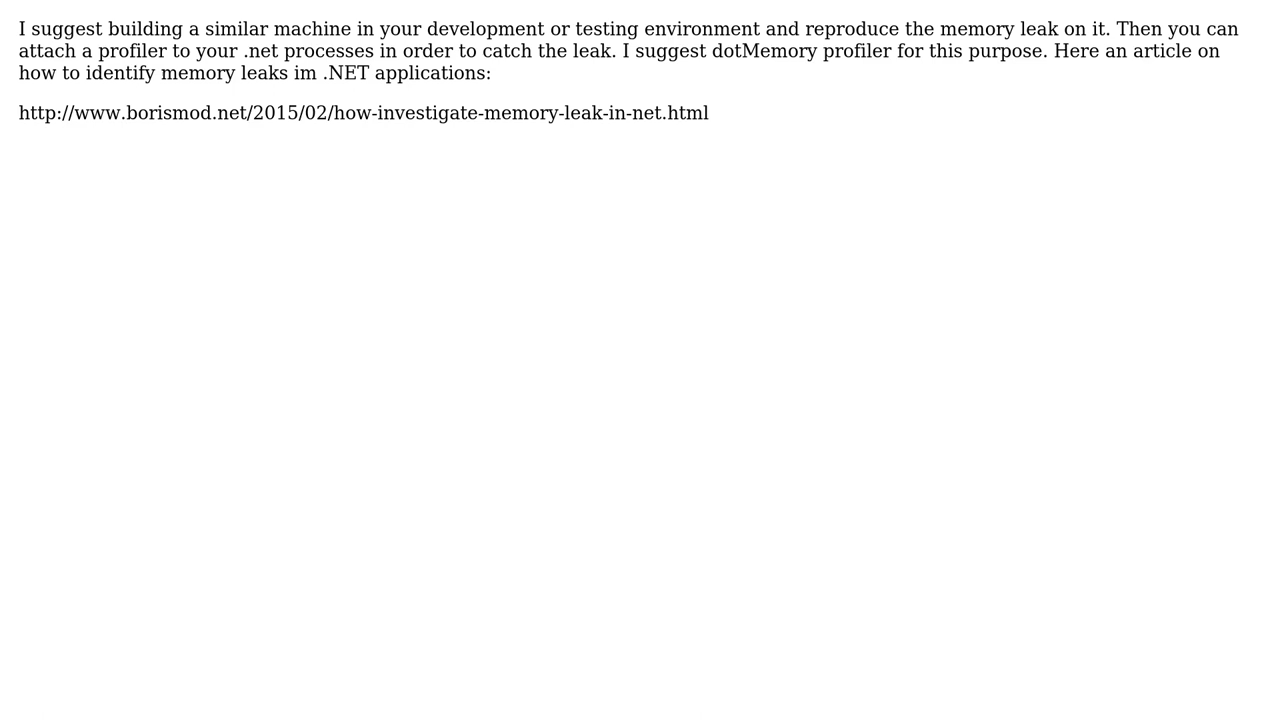 I suggest building a similar machine in your development or testing environment and reproduce the memory leak on it. Then you can
attach a profiler to your .net processes in order to catch the leak. I suggest dotMemory profiler for this purpose. Here an article on
how to identify memory leaks im .NET applications:
http://www.borismod.net/2015/02/how-investigate-memory-leak-in-net.html